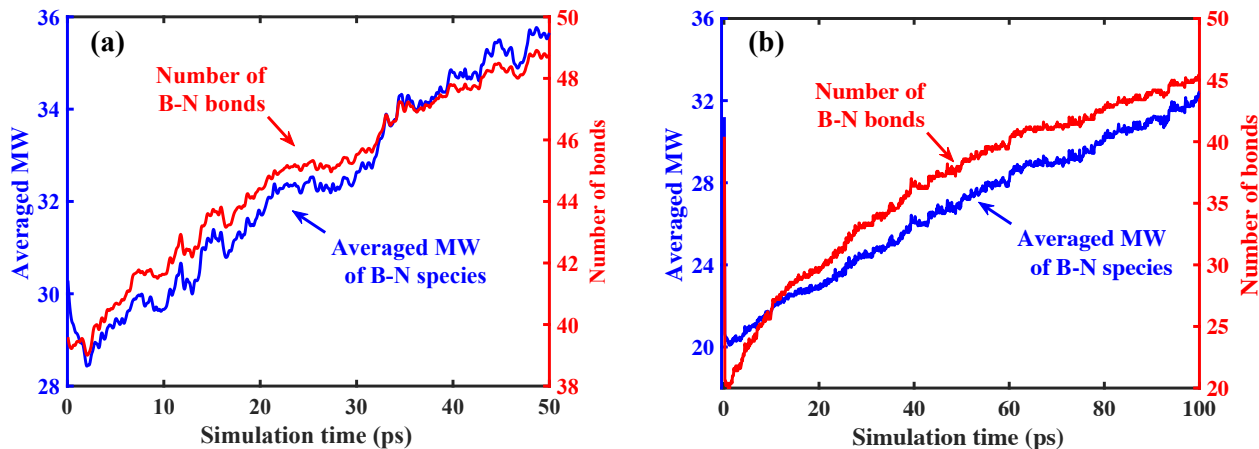 (a)
Number of
B-N bonds
Averaged MW
of B-N species
Averaged MW
36
34
32
30
28
Number of bonds
50
48
46
44
42
40
38
0
10
20
30
40
50
Simulation time (ps)
(b)
Number of
B-N bonds
Averaged MW
of B-N species
Averaged MW
36
32
28
24
20
Number of bonds
50
45
40
35
30
25
20
0
20
40
60
80
100
Simulation time (ps)